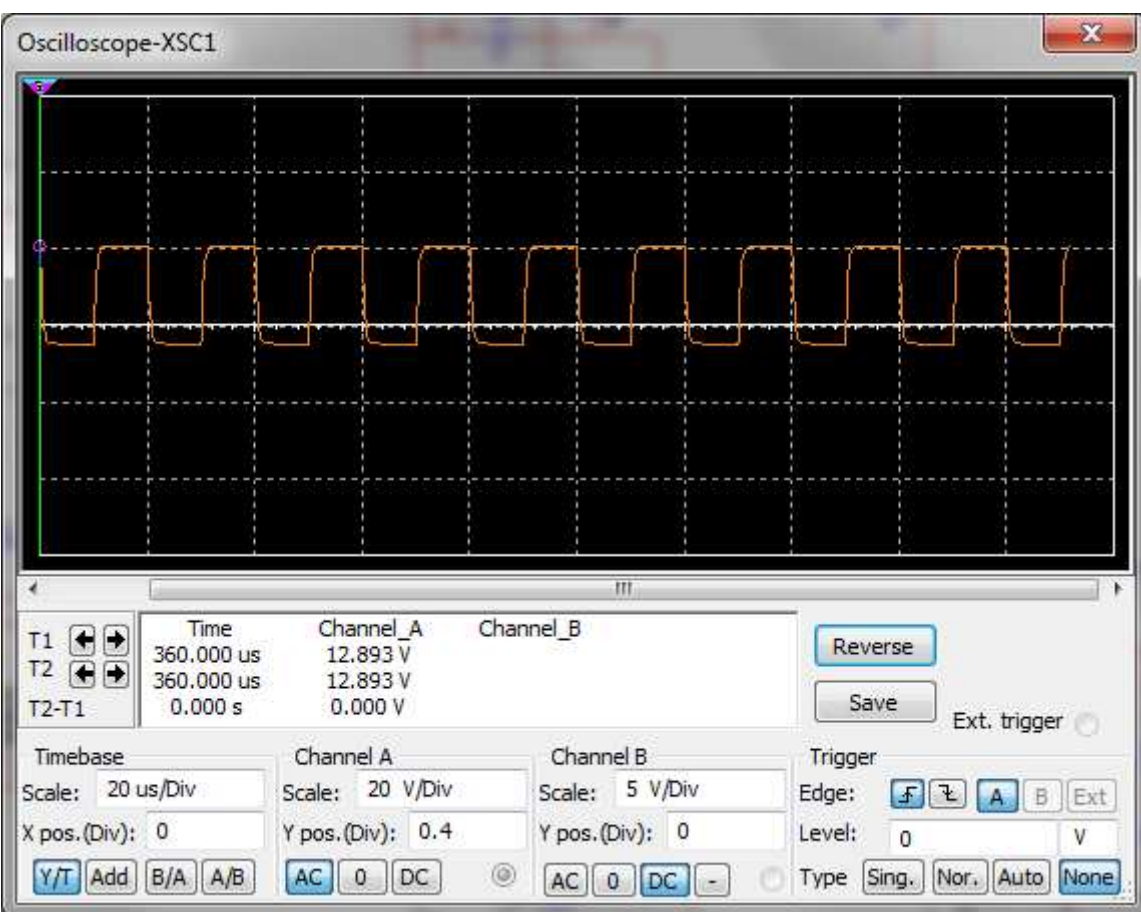 Oscilloscope-XSC1
Time Channel_A Channel_B
T1 360.000 us 12.893 V
T2 360.000 us 12.893 V
T2-T1 0.000 s 0.000 V
Reverse
Save
Ext. trigger
Timebase
Scale: 20 us/Div
X pos.(Div): 0
Y/T Add B/A A/B
Channel A
Scale: 20 V/Div
Y pos.(Div): 0.4
AC 0 DC
Channel B
Scale: 5 V/Div
Y pos.(Div): 0
AC 0 DC -
Trigger
Edge: A B Ext
Level: 0 V
Type Sing. Nor. Auto None